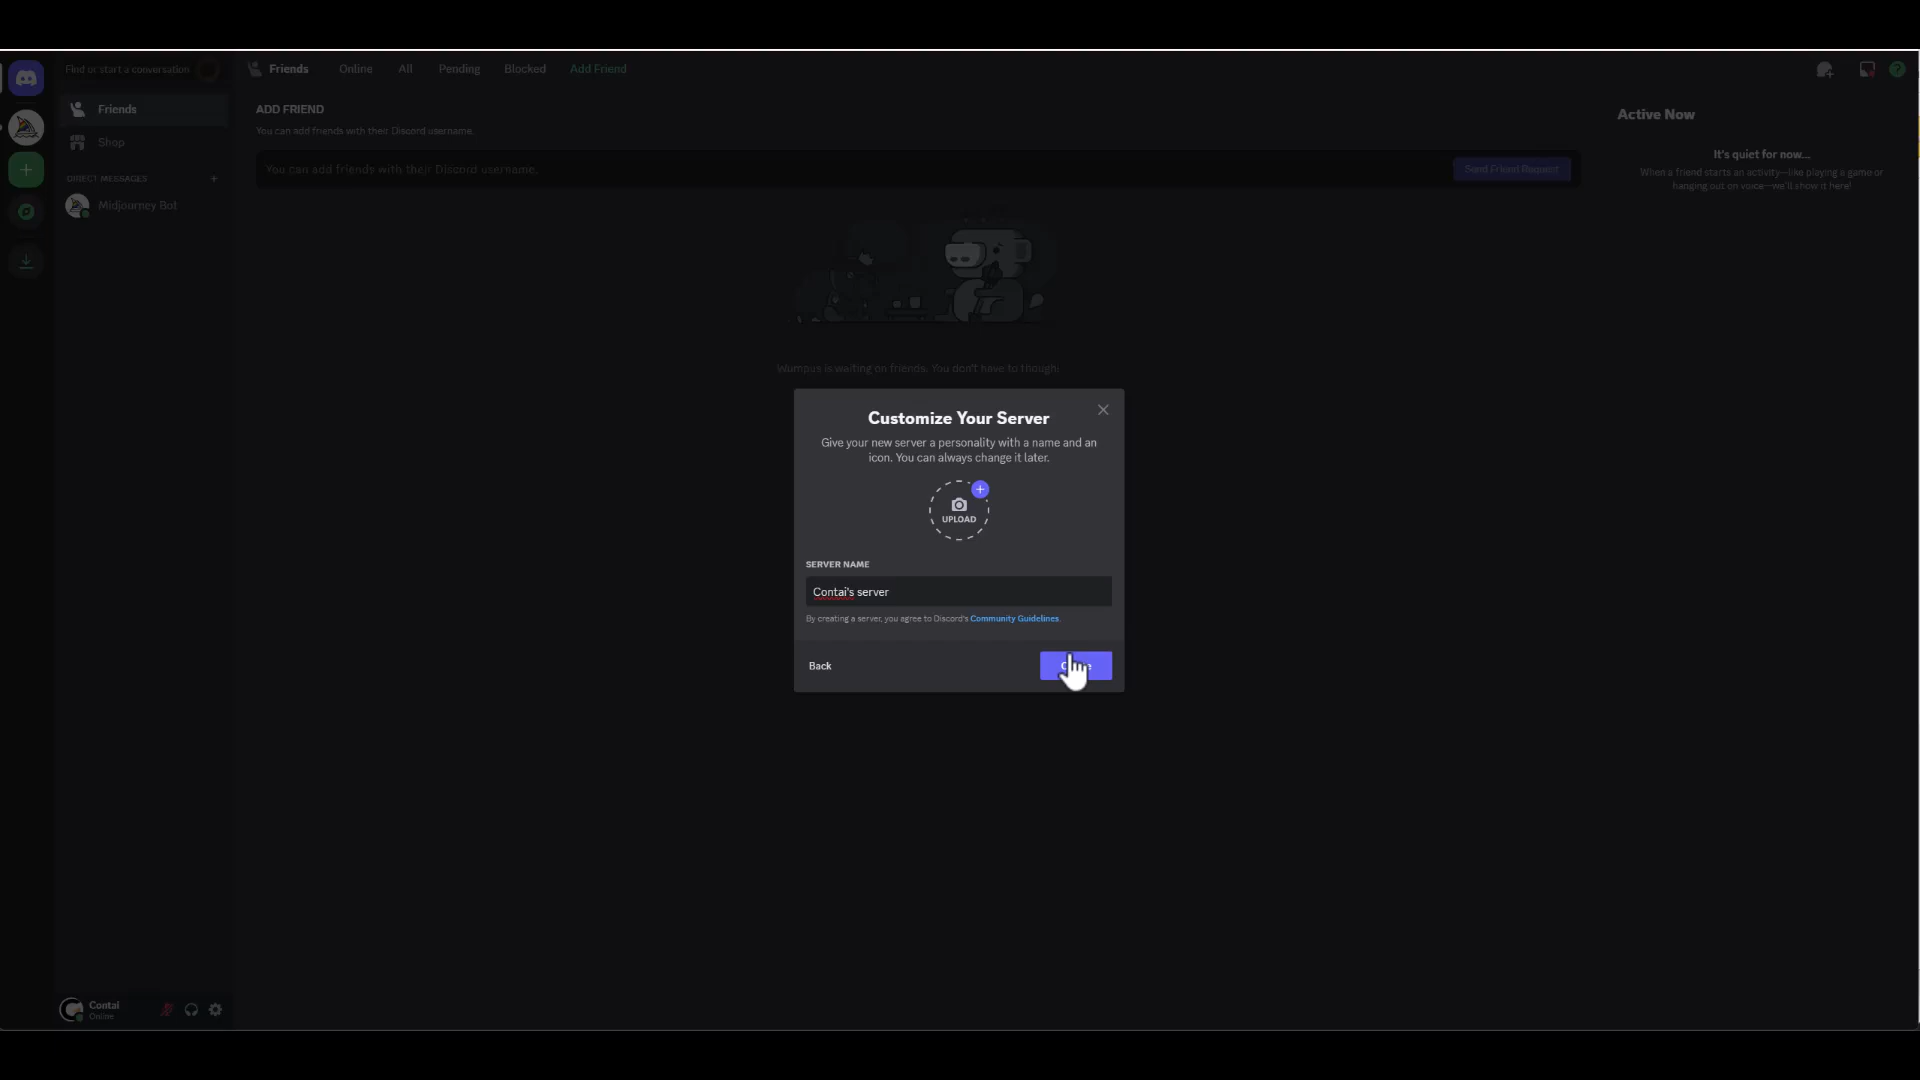 Find or start a conversation
Friends
Online
All
Pending
Blocked
Add Friend
Friends
Shop
DIRECT MESSAGES
Midjourney Bot
ADD FRIEND
You can add friends with their Discord username.
You can add friends with their Discord username.
Send Friend Request
Wumpus is waiting on friends. You don't have to though!
Active Now
It's quiet for now...
When a friend starts an activity—like playing a game or
hanging out on voice—we'll show it here!
Customize Your Server
Give your new server a personality with a name and an
icon. You can always change it later.
UPLOAD
SERVER NAME
Contai's server
By creating a server, you agree to Discord's Community Guidelines.
Back
Contai
Online